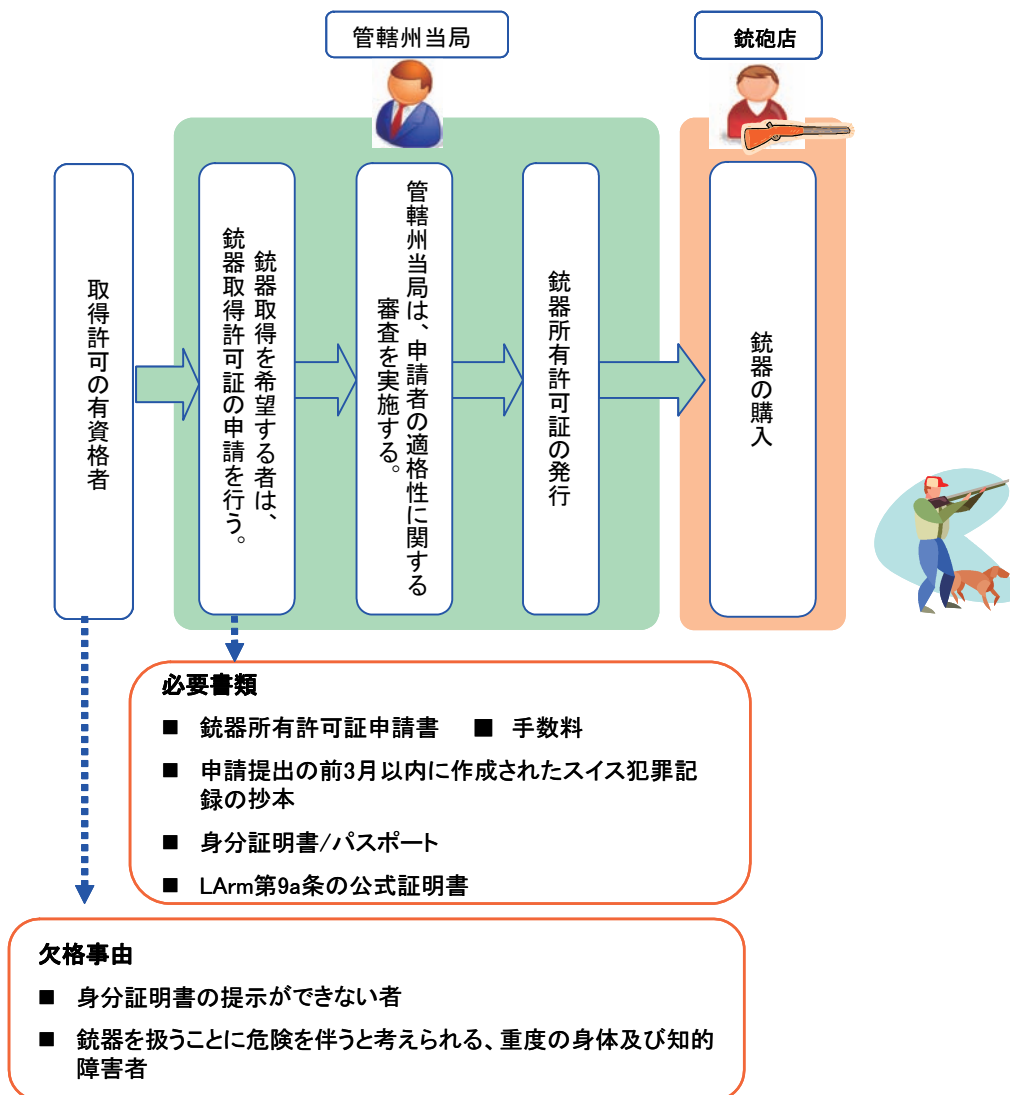 管轄州当局
銃砲店
取得許可の有資格者
銃器取得を希望する者は、
銃器取得許可証の申請を行う。
管轄州当局は、申請者の適格性に関する
審査を実施する。
銃器所有許可証の発行
銃器の購入
必要書類
■ 銃器所有許可証申請書 ■ 手数料
■ 申請提出の前3月以内に作成されたスイス犯罪記
録の抄本
■ 身分証明書/パスポート
■ LArm第9a条の公式証明書
欠格事由
■ 身分証明書の提示ができない者
■ 銃器を扱うことに危険を伴うと考えられる、重度の身体及び知的
障害者